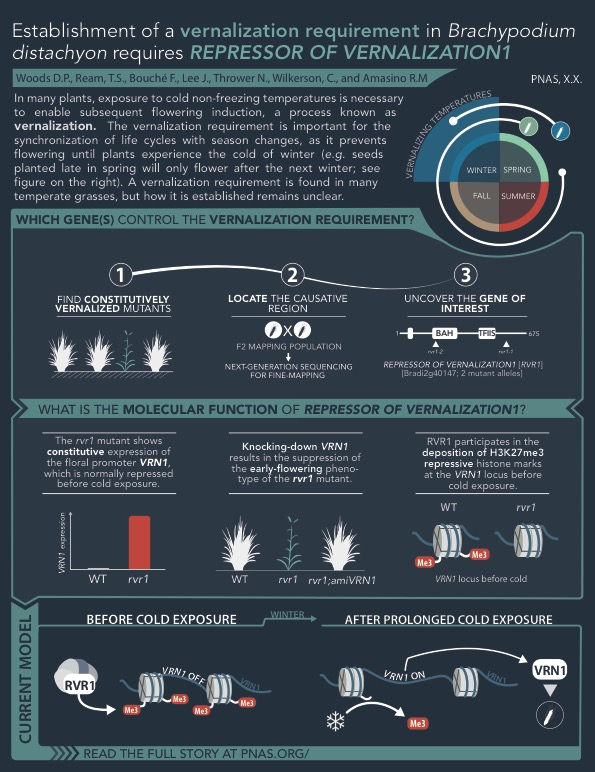 Establishment of a vernalization requirement in Brachypodium
distachyon requires REPRESSOR OF VERNALIZATION1
Woods D.P., Ream, T.S., Bouché F., Lee J., Thrower N., Wilkerson, C., and Amasino R.M
PNAS, X.X.
In many plants, exposure to cold non-freezing temperatures is necessary
to enable subsequent flowering induction, a process known as
vernalization. The vernalization requirement is important for the
synchronization of life cycles with season changes, as it prevents
flowering until plants experience the cold of winter (e.g. seeds
planted late in spring will only flower after the next winter; see
figure on the right). A vernalization requirement is found in many
temperate grasses, but how it is established remains unclear.
VERNALIZING TEMPERATURES
WINTER
SPRING
FALL
SUMMER
WHICH GENE(S) CONTROL THE VERNALIZATION REQUIREMENT?
1
FIND CONSTITUTIVELY
VERNALIZED MUTANTS
2
LOCATE THE CAUSATIVE
REGION
X
F2 MAPPING POPULATION
NEXT-GENERATION SEQUENCING
FOR FINE-MAPPING
3
UNCOVER THE GENE OF
INTEREST
1 BAH TFIIS 675
rvr1-2 rvr1-1
REPRESSOR OF VERNALIZATION1 [RVR1]
[Bradi2g40147; 2 mutant alleles]
WHAT IS THE MOLECULAR FUNCTION OF REPRESSOR OF VERNALIZATION1?
The rvr1 mutant shows
constitutive expression of
the floral promoter VRN1,
which is normally repressed
before cold exposure.
VRN1 expression
WT rvr1
Knocking-down VRN1
results in the suppression of
the early-flowering pheno-
type of the rvr1 mutant.
WT rvr1 rvr1;amiVRN1
RVR1 participates in the
deposition of H3K27me3
repressive histone marks
at the VRN1 locus before
cold exposure.
WT rvr1
Me3 Me3
VRN1 locus before cold
CURRENT MODEL
BEFORE COLD EXPOSURE
WINTER
AFTER PROLONGED COLD EXPOSURE
RVR1
VRN1 OFF
VRN1
Me3 Me3 Me3 Me3
VRN1 ON
VRN1
VRN1
Me3
READ THE FULL STORY AT PNAS.ORG/